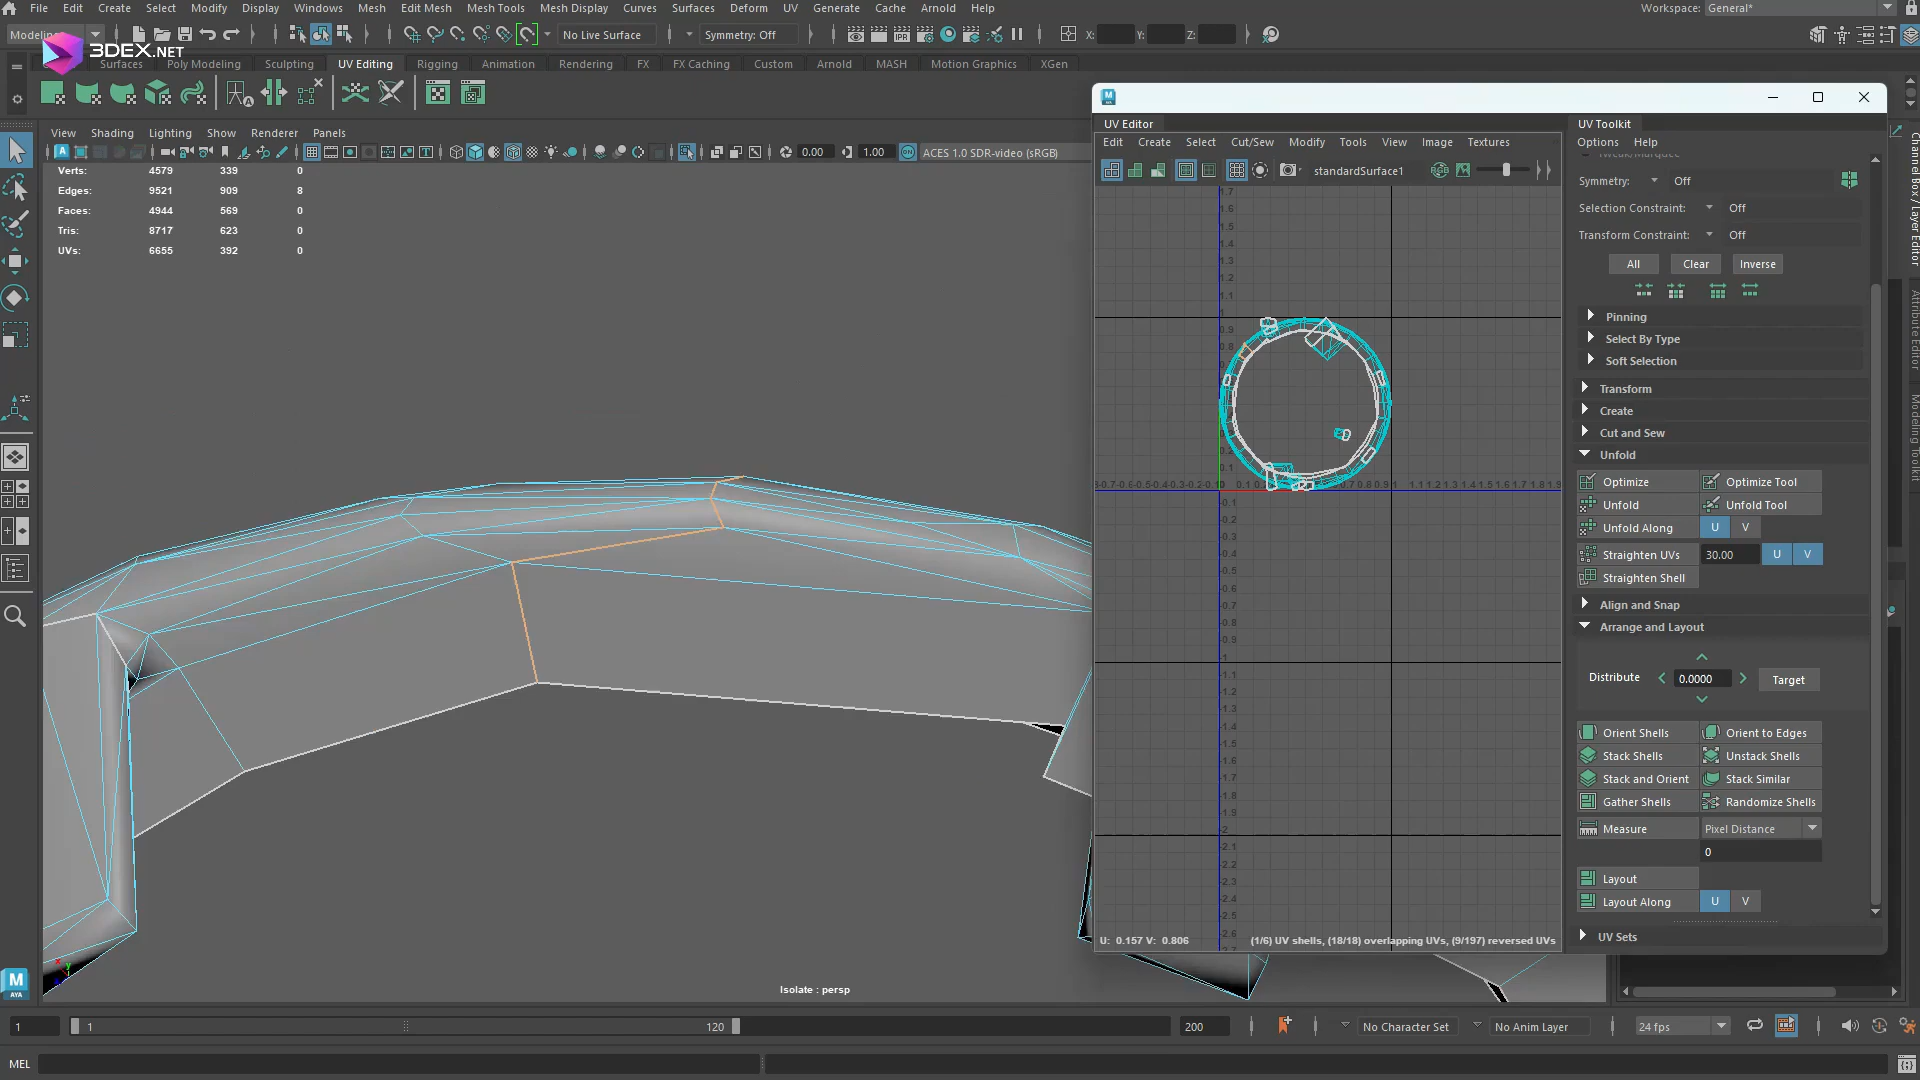 File Edit Create Select Modify Display Windows Mesh Edit Mesh Mesh Tools Mesh Display Curves Surfaces Deform UV Generate Cache Arnold Help
Workspace: General*
No Live Surface
Symmetry: Off
X:
Y:
Z:
3DEX.NET
Surfaces Poly Modeling Sculpting UV Editing Rigging Animation Rendering FX FX Caching Custom Arnold MASH Motion Graphics XGen
View Shading Lighting Show Renderer Panels
0.00
1.00
ACES 1.0 SDR-video (sRGB)
Verts: 4579 339 0
Edges: 9521 909 8
Faces: 4944 569 0
Tris: 8717 623 0
UVs: 6655 392 0
Isolate : persp
UV Editor
Edit Create Select Cut/Sew Modify Tools View Image Textures
standardSurface1
U: 0.157 V: 0.806
(1/6) UV shells, (18/18) overlapping UVs, (9/197) reversed UVs
UV Toolkit
Options Help
Symmetry: Off
Selection Constraint: Off
Transform Constraint: Off
All Clear Inverse
Pinning
Select By Type
Soft Selection
Transform
Create
Cut and Sew
Unfold
Optimize Optimize Tool
Unfold Unfold Tool
Unfold Along U V
Straighten UVs 30.00 U V
Straighten Shell
Align and Snap
Arrange and Layout
Distribute 0.0000 Target
Orient Shells Orient to Edges
Stack Shells Unstack Shells
Stack and Orient Stack Similar
Gather Shells Randomize Shells
Measure Pixel Distance
0
Layout
Layout Along U V
UV Sets
Channel Box / Layer Editor
Attribute Editor
Modeling Toolkit
1 1 120 200
No Character Set
No Anim Layer
24 fps
MEL